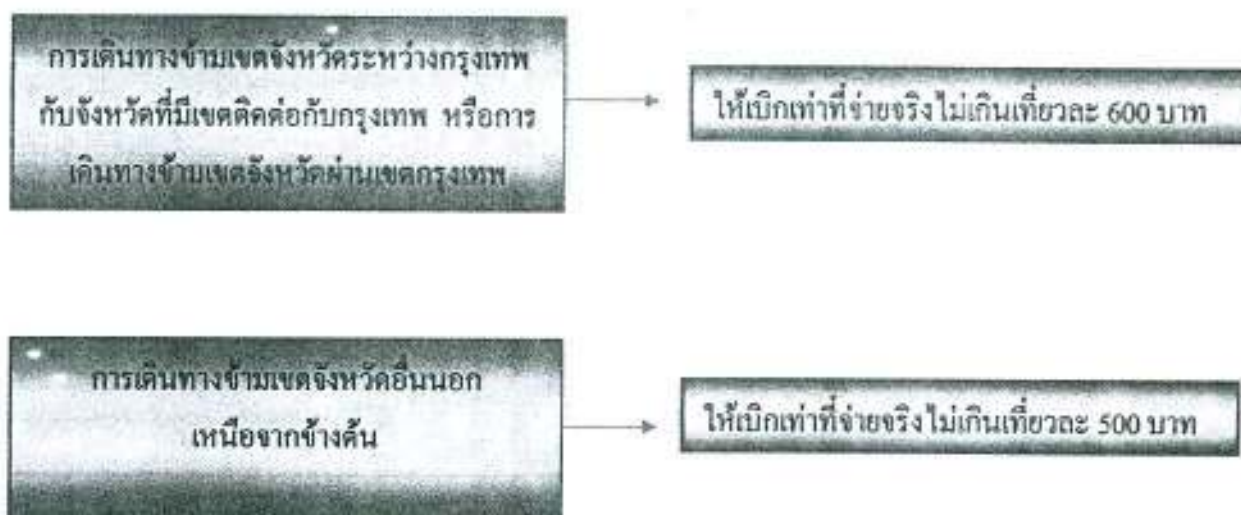 การเดินทางข้ามเขตจังหวัดระหว่างกรุงเทพ
กับจังหวัดที่มีเขตติดต่อกับกรุงเทพ หรือการ
เดินทางข้ามเขตจังหวัดผ่านเขตกรุงเทพ
ให้เบิกเท่าที่จ่ายจริงไม่เกินเที่ยวละ 600 บาท
การเดินทางข้ามเขตจังหวัดอื่นนอก
เหนือจากข้างต้น
ให้เบิกเท่าที่จ่ายจริงไม่เกินเที่ยวละ 500 บาท